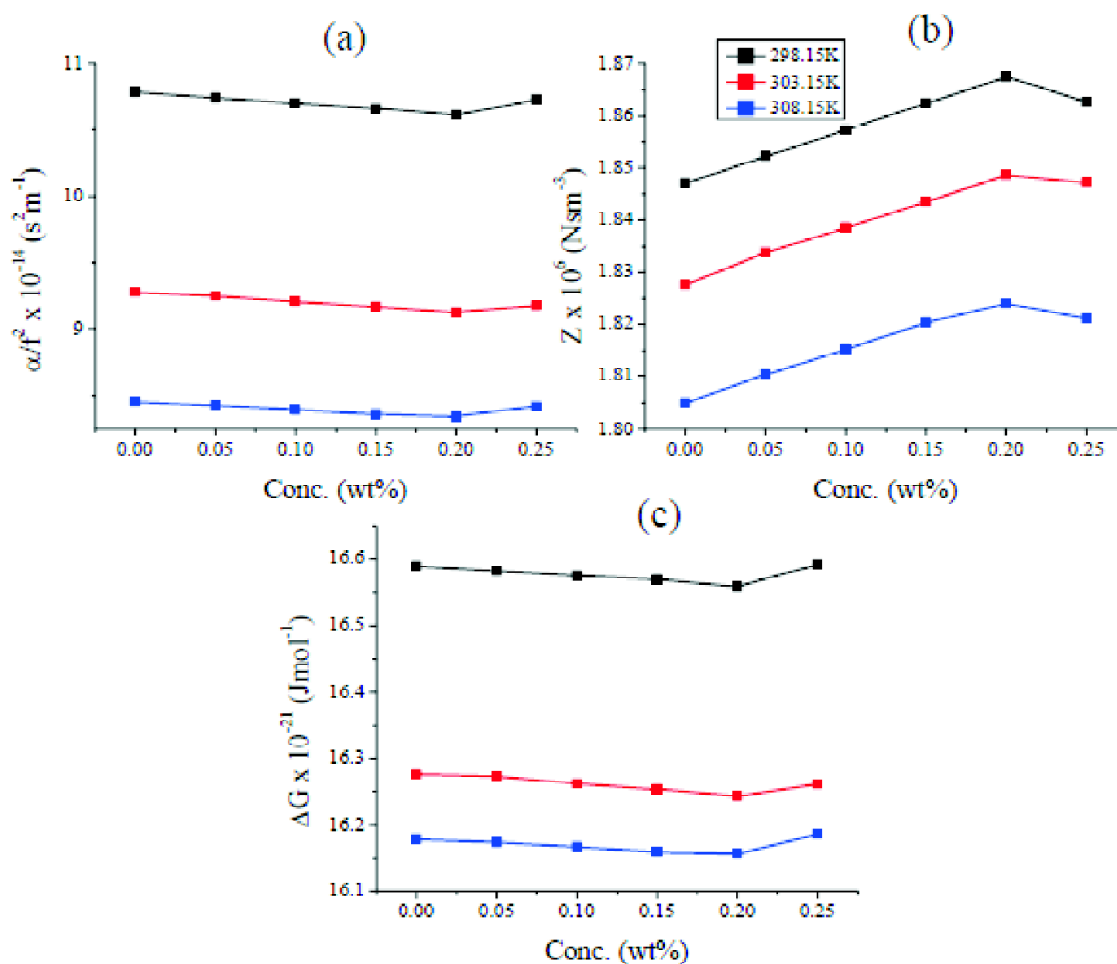 (a)
11
10
9
α/f² x 10⁻¹⁴ (s²m⁻¹)
0.00 0.05 0.10 0.15 0.20 0.25
Conc. (wt%)
(b)
298.15K
303.15K
308.15K
1.87
1.86
1.85
1.84
1.83
1.82
1.81
1.80
Z x 10⁶ (Nsm⁻³)
0.00 0.05 0.10 0.15 0.20 0.25
Conc. (wt%)
(c)
16.6
16.5
16.4
16.3
16.2
16.1
ΔG x 10⁻²¹ (Jmol⁻¹)
0.00 0.05 0.10 0.15 0.20 0.25
Conc. (wt%)